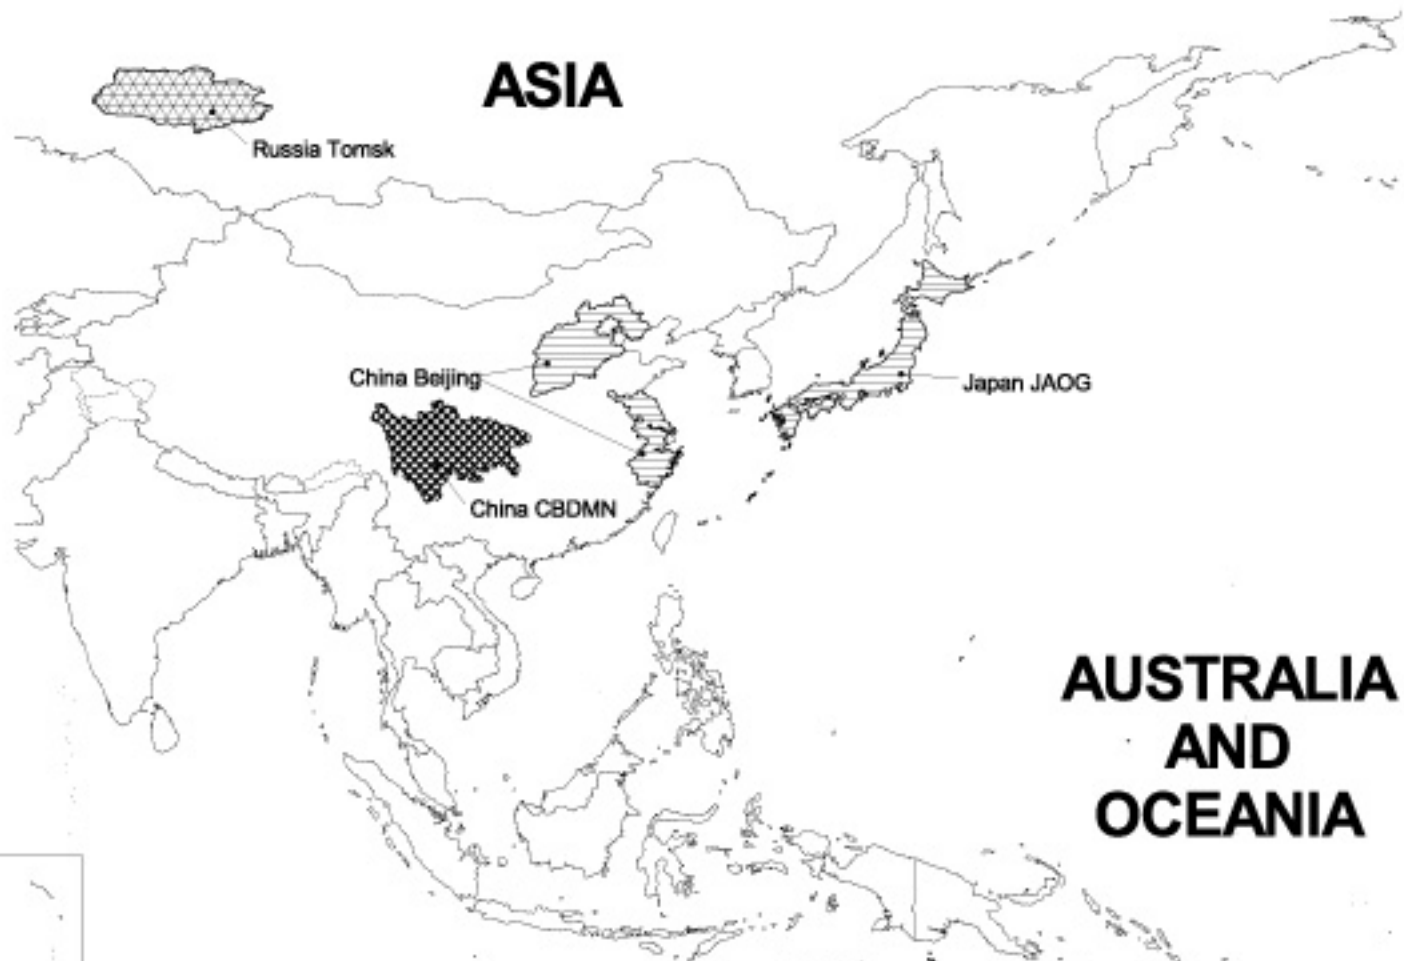 ASIA
Russia Tomsk
China Beijing
Japan JAOG
China CBDMN
AUSTRALIA
AND
OCEANIA